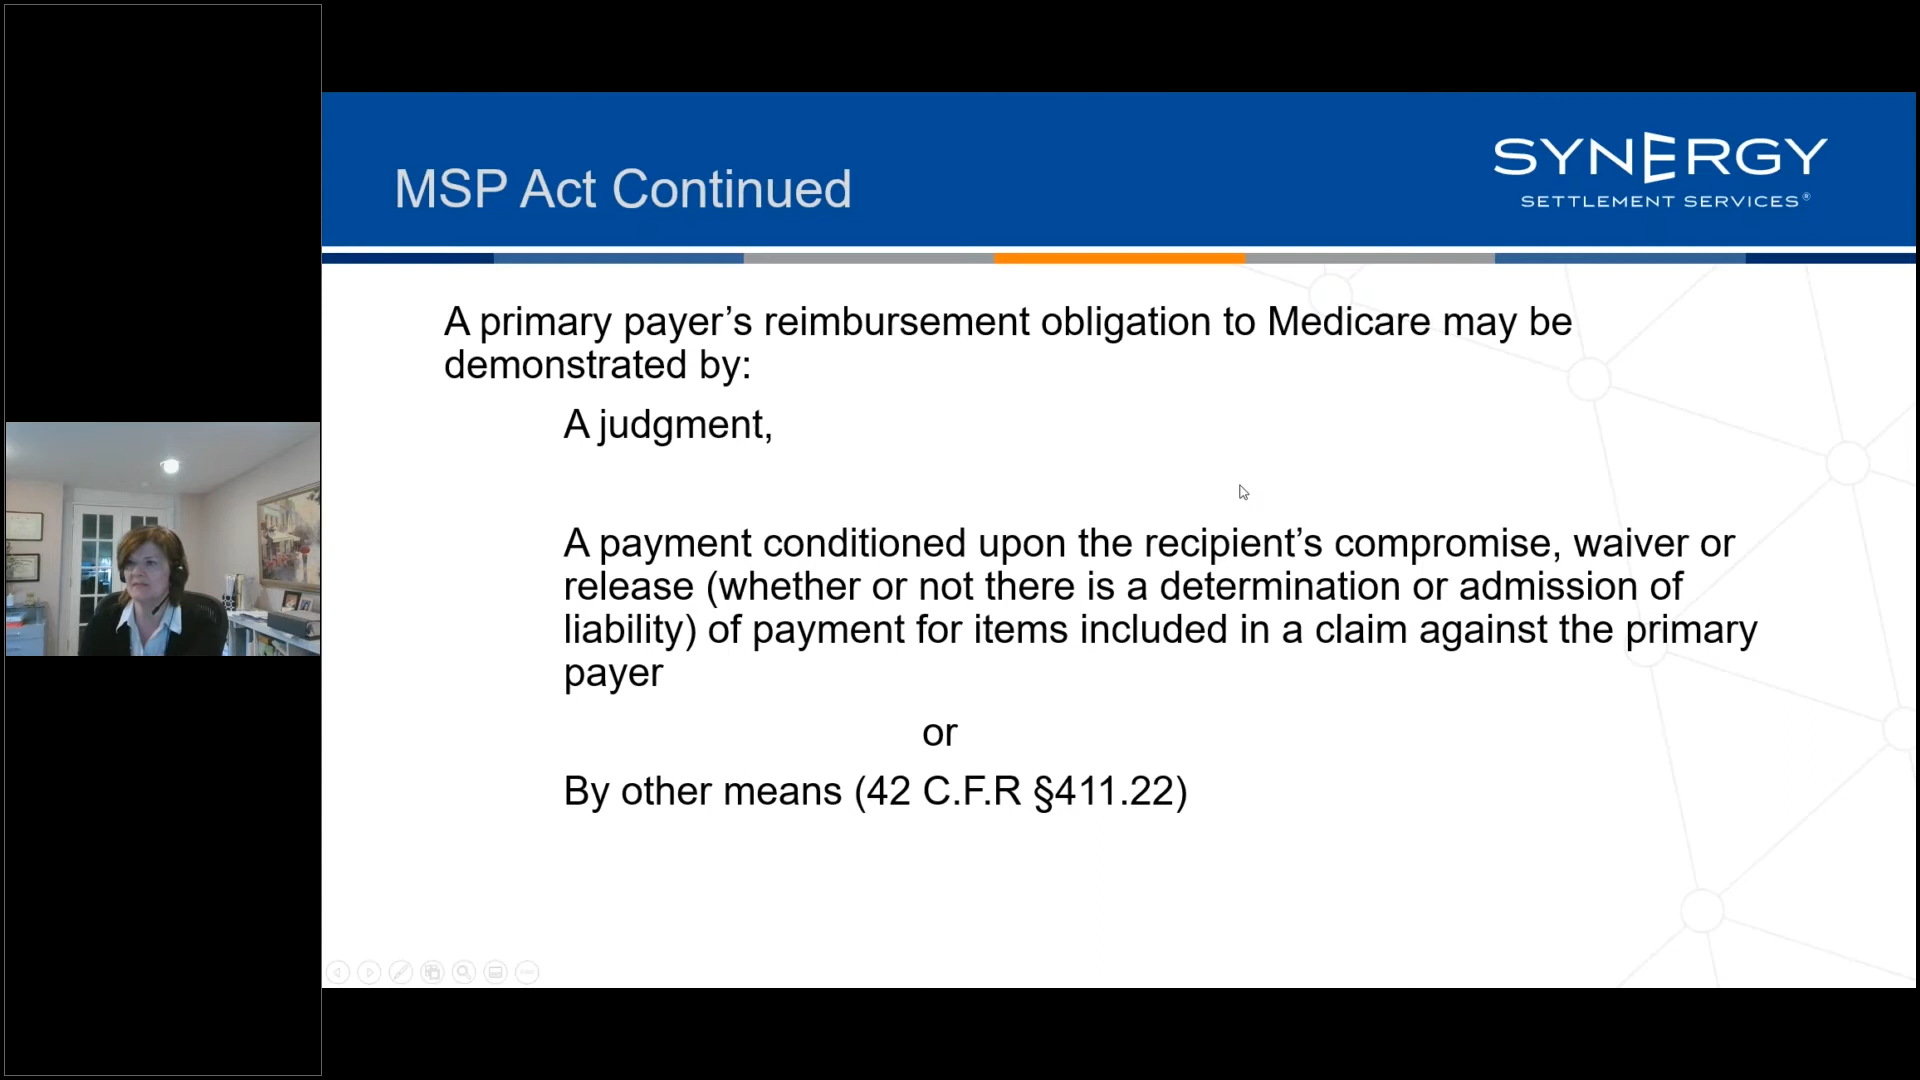 MSP Act Continued
SYNERGY
SETTLEMENT SERVICES®
A primary payer’s reimbursement obligation to Medicare may be
demonstrated by:
A judgment,
A payment conditioned upon the recipient’s compromise, waiver or
release (whether or not there is a determination or admission of
liability) of payment for items included in a claim against the primary
payer
or
By other means (42 C.F.R §411.22)